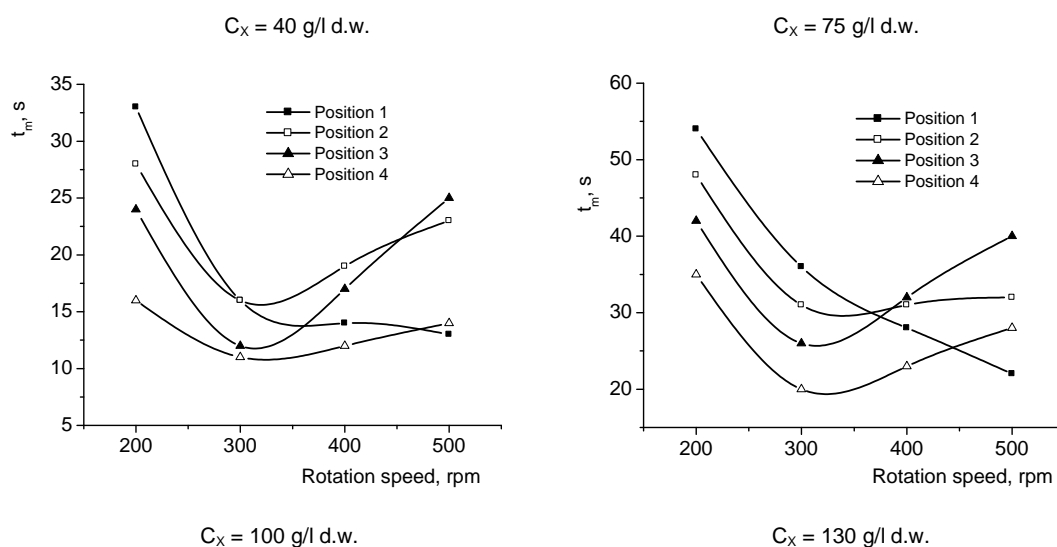 C_X = 40 g/l d.w.
t_m, s
35
30
25
20
15
10
5
200 300 400 500
Rotation speed, rpm
Position 1
Position 2
Position 3
Position 4
C_X = 75 g/l d.w.
t_m, s
60
50
40
30
20
200 300 400 500
Rotation speed, rpm
Position 1
Position 2
Position 3
Position 4
C_X = 100 g/l d.w.
C_X = 130 g/l d.w.